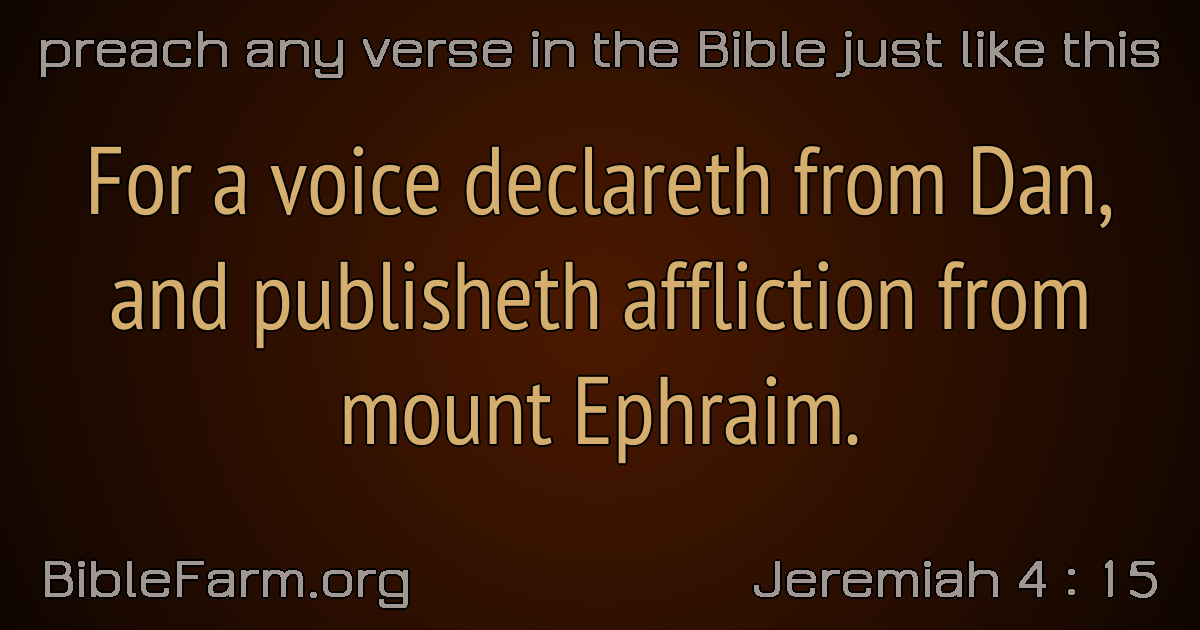 preach any verse in the Bible just like this
For a voice declareth from Dan,
and publisheth affliction from
mount Ephraim.
BibleFarm.org
Jeremiah 4 : 15